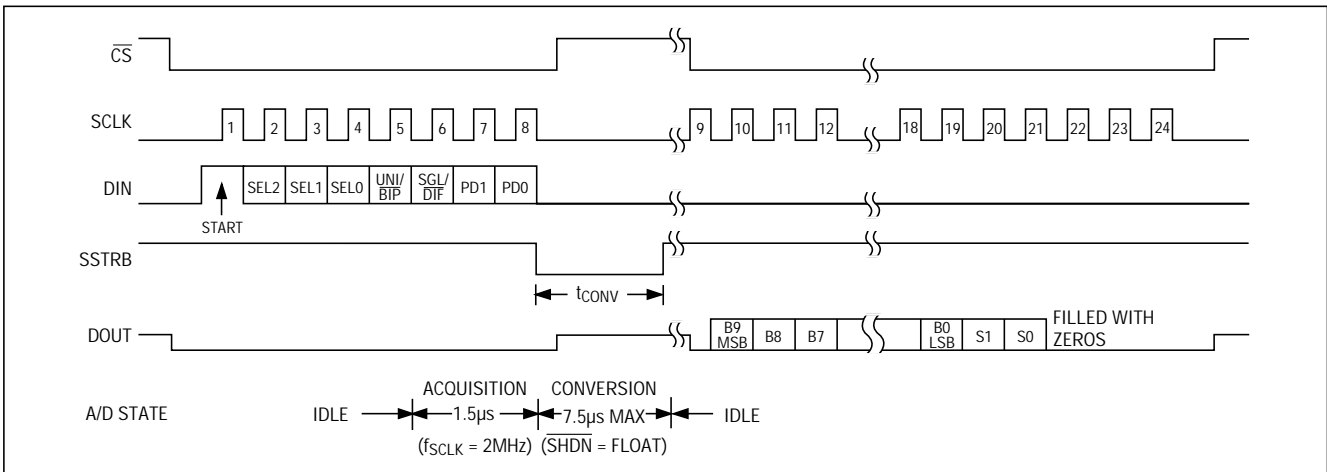 CS
SCLK 1 2 3 4 5 6 7 8 9 10 11 12 18 19 20 21 22 23 24
DIN SEL2 SEL1 SEL0 UNI/ BIP SGL/ DIF PD1 PD0
START
SSTRB
tCONV
DOUT B9 MSB B8 B7 B0 LSB S1 S0 FILLED WITH ZEROS
ACQUISITION CONVERSION
A/D STATE IDLE 1.5µs 7.5µs MAX IDLE
(fSCLK = 2MHz) (SHDN = FLOAT)